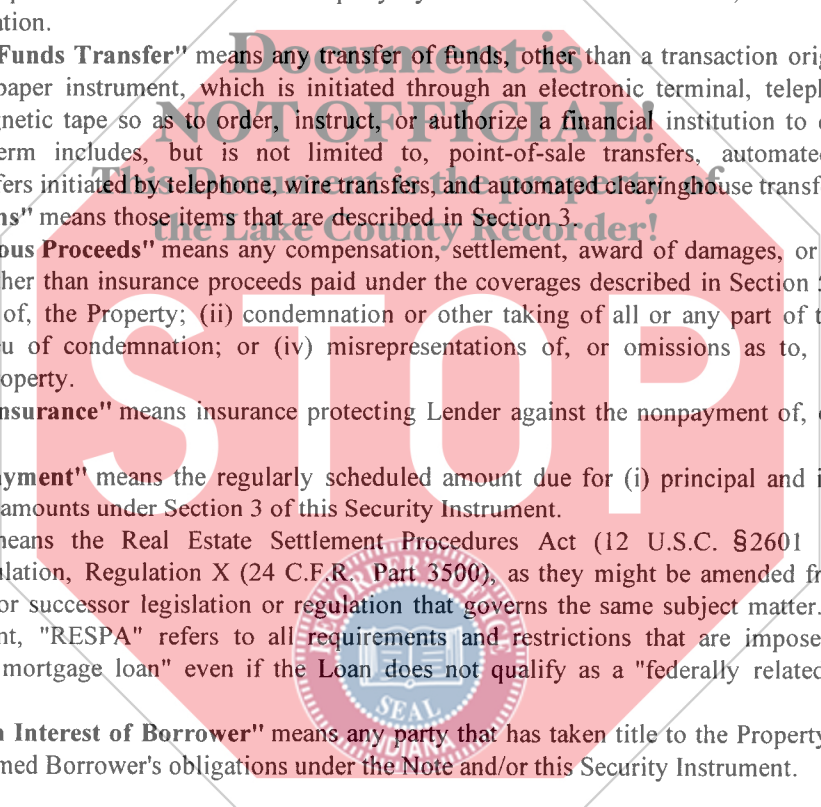 ation.
Funds Transfer" means any transfer of funds, other than a transaction orig
paper instrument, which is initiated through an electronic terminal, teleph
gnetic tape so as to order, instruct, or authorize a financial institution to
erm includes, but is not limited to, point-of-sale transfers, automate
fers initiated by telephone, wire transfers, and automated clearinghouse transf
ns" means those items that are described in Section 3.
ous Proceeds" means any compensation, settlement, award of damages, or
her than insurance proceeds paid under the coverages described in Section
of, the Property; (ii) condemnation or other taking of all or any part of t
eu of condemnation; or (iv) misrepresentations of, or omissions as to,
operty.
nsurance" means insurance protecting Lender against the nonpayment of,
yment" means the regularly scheduled amount due for (i) principal and i
amounts under Section 3 of this Security Instrument.
neans the Real Estate Settlement Procedures Act (12 U.S.C. §2601
ulation, Regulation X (24 C.F.R. Part 3500), as they might be amended fr
or successor legislation or regulation that governs the same subject matter.
nt, "RESPA" refers to all requirements and restrictions that are impose
mortgage loan" even if the Loan does not qualify as a "federally related
n Interest of Borrower" means any party that has taken title to the Property
med Borrower's obligations under the Note and/or this Security Instrument.
Document is
NOT OFFICIAL!
This Document is the property of
the Lake County Recorder!
STOP
SEAL